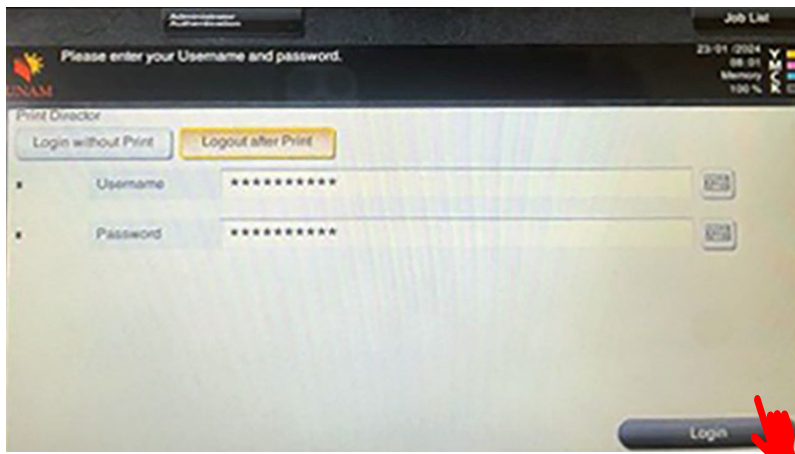 Administrator
Authentication
Job List
Please enter your Username and password.
23/01 /2024
08:01
Memory
100 %
Y
M
C
K
UNAM
Print Director
Login without Print
Logout after Print
* Username **********
* Password **********
Login